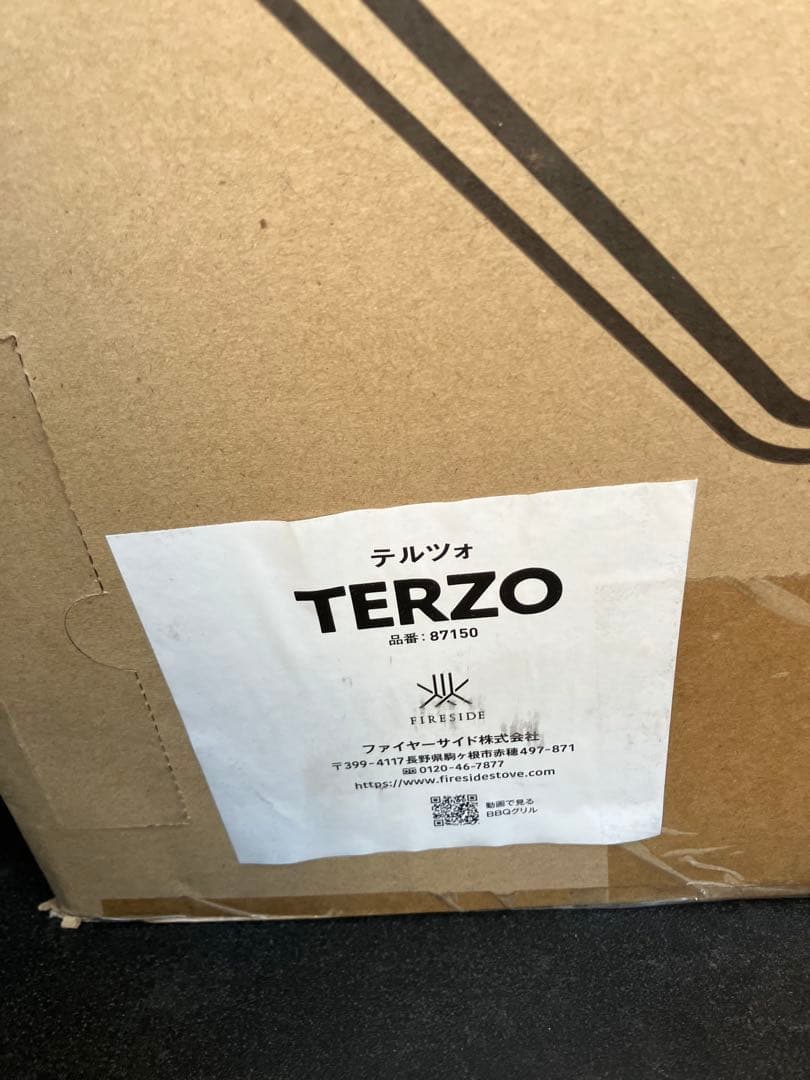 テルツォ
TERZO
品番：87150
FIRESIDE
ファイヤーサイド株式会社
〒399-4117 長野県駒ヶ根市赤穂497-871
0120-46-7877
https://www.firesidestove.com
動画で見る
BBQグリル